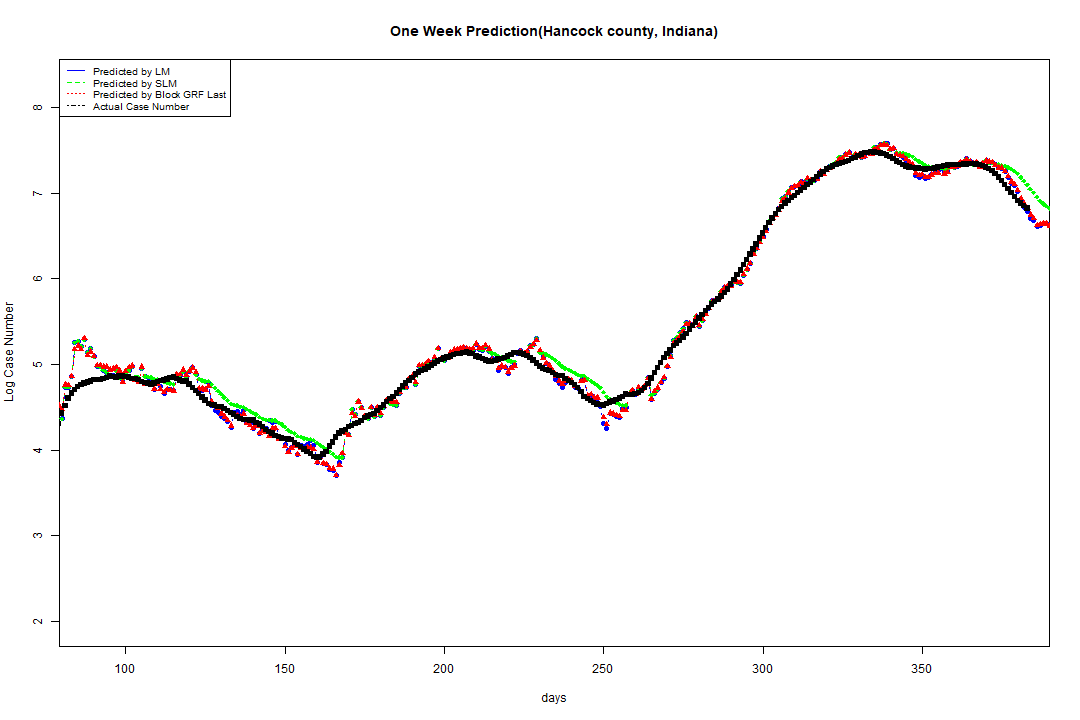 One Week Prediction(Hancock county, Indiana)
Predicted by LM
Predicted by SLM
Predicted by Block GRF Last
Actual Case Number
8
7
6
5
4
3
2
Log Case Number
100 150 200 250 300 350
days